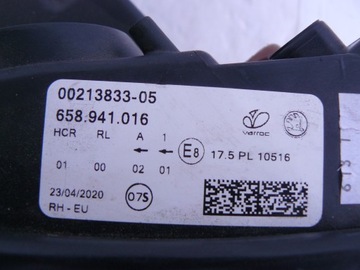 00213833-05
658.941.016
varroc
HCR RL A 1
E8 17.5 PL 10516
01 00 02 01
23/04/2020 07S
RH-EU